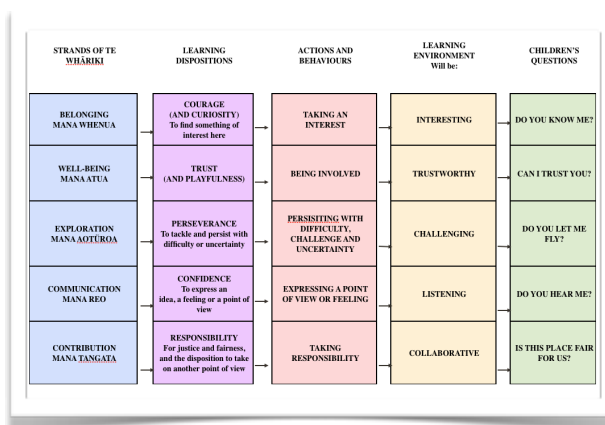 STRANDS OF TE
WHĀRIKI
LEARNING
DISPOSITIONS
ACTIONS AND
BEHAVIOURS
LEARNING
ENVIRONMENT
Will be:
CHILDREN'S
QUESTIONS
BELONGING
MANA WHENUA
COURAGE
(AND CURIOSITY)
To find something of
interest here
TAKING AN
INTEREST
INTERESTING
DO YOU KNOW ME?
WELL-BEING
MANA ATUA
TRUST
(AND PLAYFULNESS)
BEING INVOLVED
TRUSTWORTHY
CAN I TRUST YOU?
EXPLORATION
MANA AOTŪROA
PERSEVERANCE
To tackle and persist with
difficulty or uncertainty
PERSISITING WITH
DIFFICULTY,
CHALLENGE AND
UNCERTAINTY
CHALLENGING
DO YOU LET ME
FLY?
COMMUNICATION
MANA REO
CONFIDENCE
To express an
idea, a feeling or a point of
view
EXPRESSING A POINT
OF VIEW OR FEELING
LISTENING
DO YOU HEAR ME?
CONTRIBUTION
MANA TANGATA
RESPONSIBILITY
For justice and fairness,
and the disposition to take
on another point of view
TAKING
RESPONSIBILITY
COLLABORATIVE
IS THIS PLACE FAIR
FOR US?